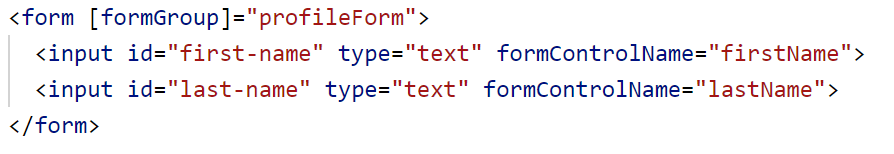 <form [formGroup]="profileForm">
<input id="first-name" type="text" formControlName="firstName">
<input id="last-name" type="text" formControlName="lastName">
</form>